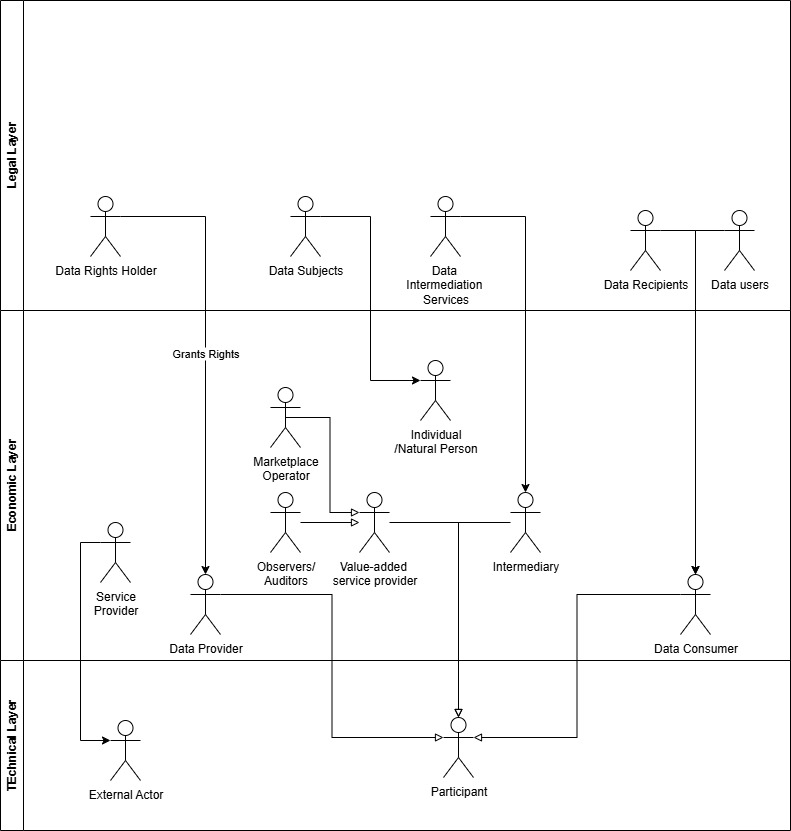 Legal Layer
Data Rights Holder
Data Subjects
Data
Intermediation
Services
Data Recipients
Data users
Economic Layer
Grants Rights
Individual
/Natural Person
Marketplace
Operator
Observers/
Auditors
Value-added
service provider
Intermediary
Service
Provider
Data Provider
Data Consumer
TEchnical Layer
External Actor
Participant